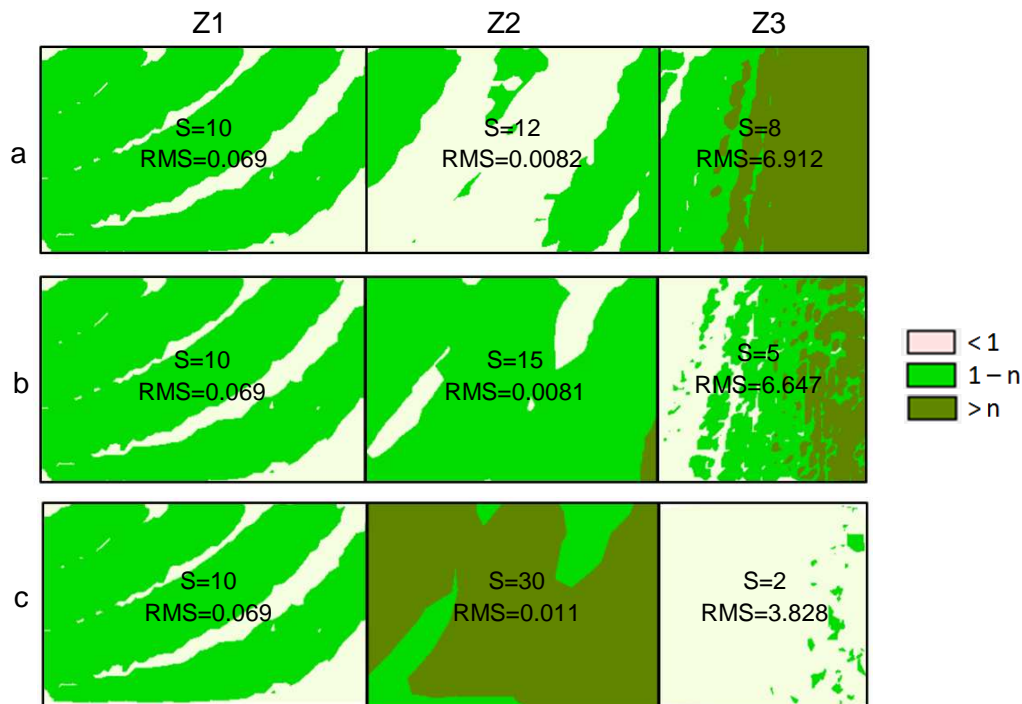 Z1 Z2 Z3
a
S=10
RMS=0.069
S=12
RMS=0.0082
S=8
RMS=6.912
b
S=10
RMS=0.069
S=15
RMS=0.0081
S=5
RMS=6.647
c
S=10
RMS=0.069
S=30
RMS=0.011
S=2
RMS=3.828
< 1
1 – n
> n